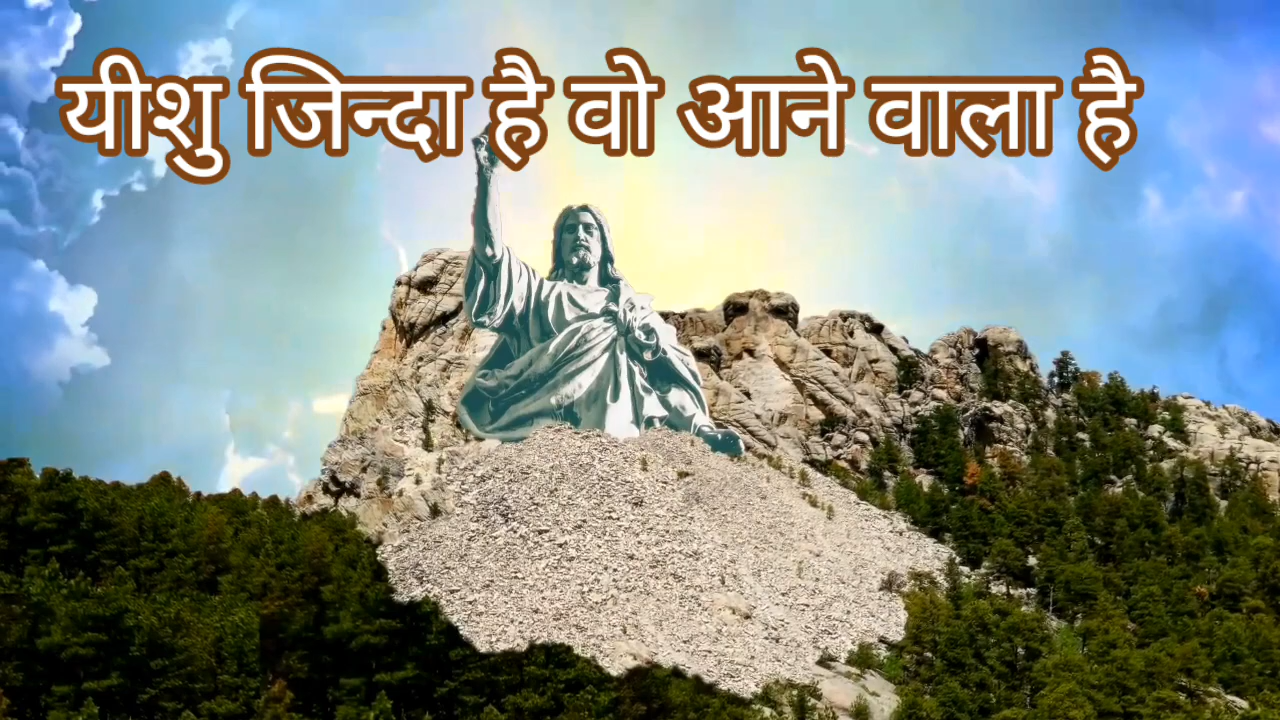 यीशु जिन्दा है वो आने वाला है